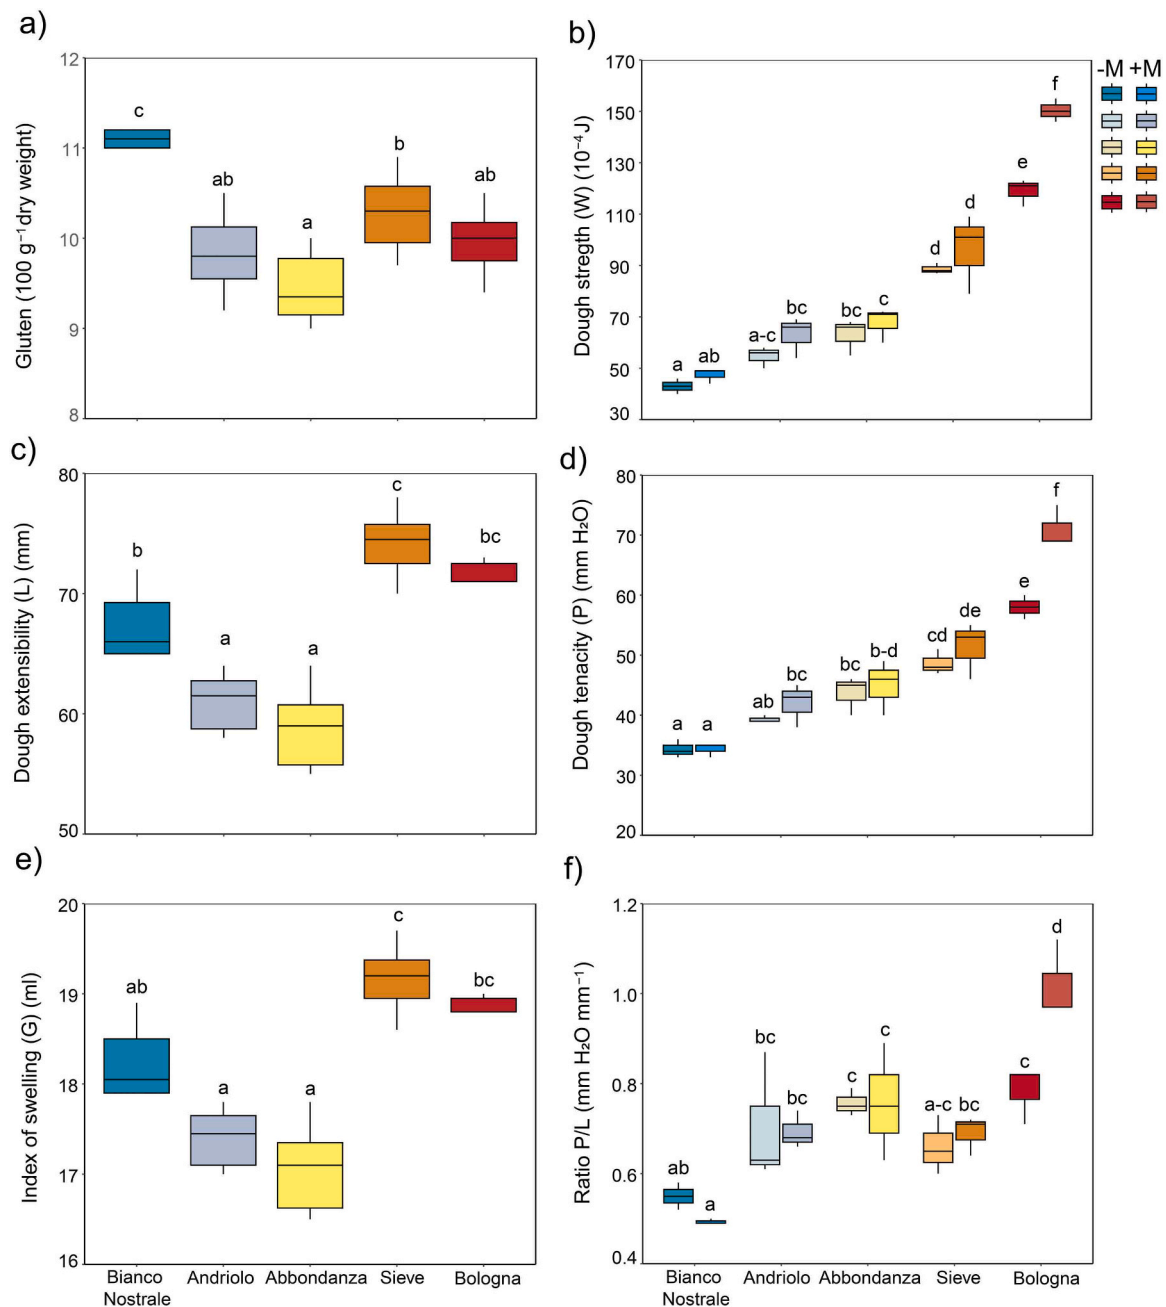 a)
Gluten (100 g⁻¹dry weight)
12
11
10
9
8
c
ab
a
b
ab
b)
Dough stregth (W) (10⁻⁴J)
170
150
130
110
90
70
50
30
a
ab
a-c
bc
bc
c
d
d
e
f
-M +M
c)
Dough extensibility (L) (mm)
80
70
60
50
b
a
a
c
bc
d)
Dough tenacity (P) (mm H₂O)
80
70
60
50
40
30
20
a
a
ab
bc
bc
b-d
cd
de
e
f
e)
Index of swelling (G) (ml)
20
19
18
17
16
ab
a
a
c
bc
Bianco
Nostrale
Andriolo
Abbondanza
Sieve
Bologna
f)
Ratio P/L (mm H₂O mm⁻¹)
1.2
1.0
0.8
0.6
0.4
ab
a
bc
bc
c
c
a-c
bc
c
d
Bianco
Nostrale
Andriolo
Abbondanza
Sieve
Bologna